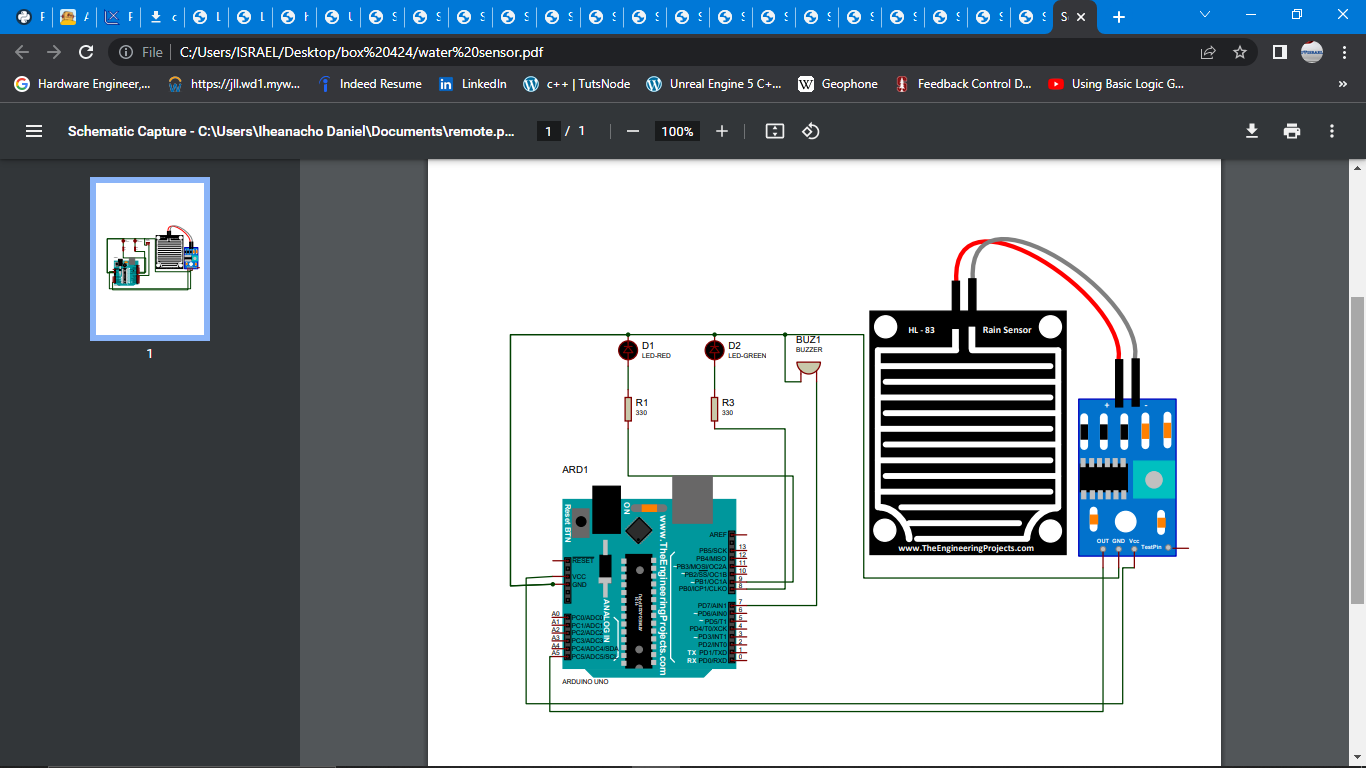 File
C:/Users/ISRAEL/Desktop/box%20424/water%20sensor.pdf
Hardware Engineer,...
https://jll.wd1.myw...
Indeed Resume
LinkedIn
c++ | TutsNode
Unreal Engine 5 C+...
Geophone
Feedback Control D...
Using Basic Logic G...
»
Schematic Capture - C:\Users\Iheanacho Daniel\Documents\remote.p...
1 / 1
100%
1
HL - 83
Rain Sensor
www.TheEngineeringProjects.com
+ -
OUT GND Vcc
TestPin
D1
LED-RED
D2
LED-GREEN
BUZ1
BUZZER
R1
330
R3
330
ARD1
Reset BTN
ON
www.TheEngineeringProjects.com
ANALOG IN
RESET
VCC
GND
A0 PC0/ADC0
A1 PC1/ADC1
A2 PC2/ADC2
A3 PC3/ADC3
A4 PC4/ADC4/SDA
A5 PC5/ADC5/SCL
AREF
PB5/SCK 13
PB4/MISO 12
~PB3/MOSI/OC2A 11
~PB2/SS/OC1B 10
~PB1/OC1A 9
PB0/ICP1/CLKO 8
PD7/AIN1 7
~PD6/AIN0 6
~PD5/T1 5
PD4/T0/XCK 4
~PD3/INT1 3
PD2/INT0 2
TX PD1/TXD 1
RX PD0/RXD 0
ARDUINO UNO